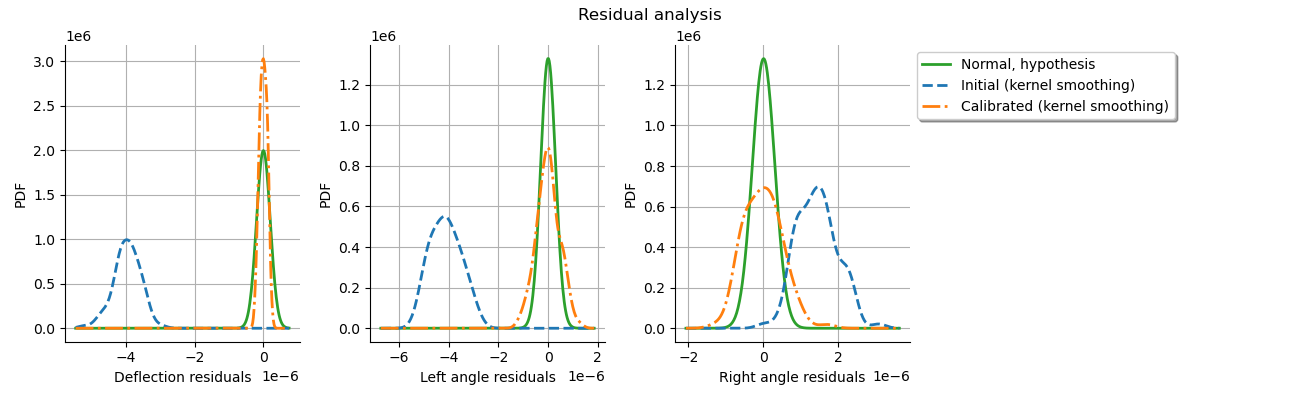 Residual analysis
1e6
3.0
2.5
2.0
1.5
1.0
0.5
0.0
PDF
−4
−2
0
Deflection residuals
1e−6
1e6
1.2
1.0
0.8
0.6
0.4
0.2
0.0
PDF
−6
−4
−2
0
2
Left angle residuals
1e−6
1e6
1.2
1.0
0.8
0.6
0.4
0.2
0.0
PDF
−2
0
2
Right angle residuals
1e−6
Normal, hypothesis
Initial (kernel smoothing)
Calibrated (kernel smoothing)